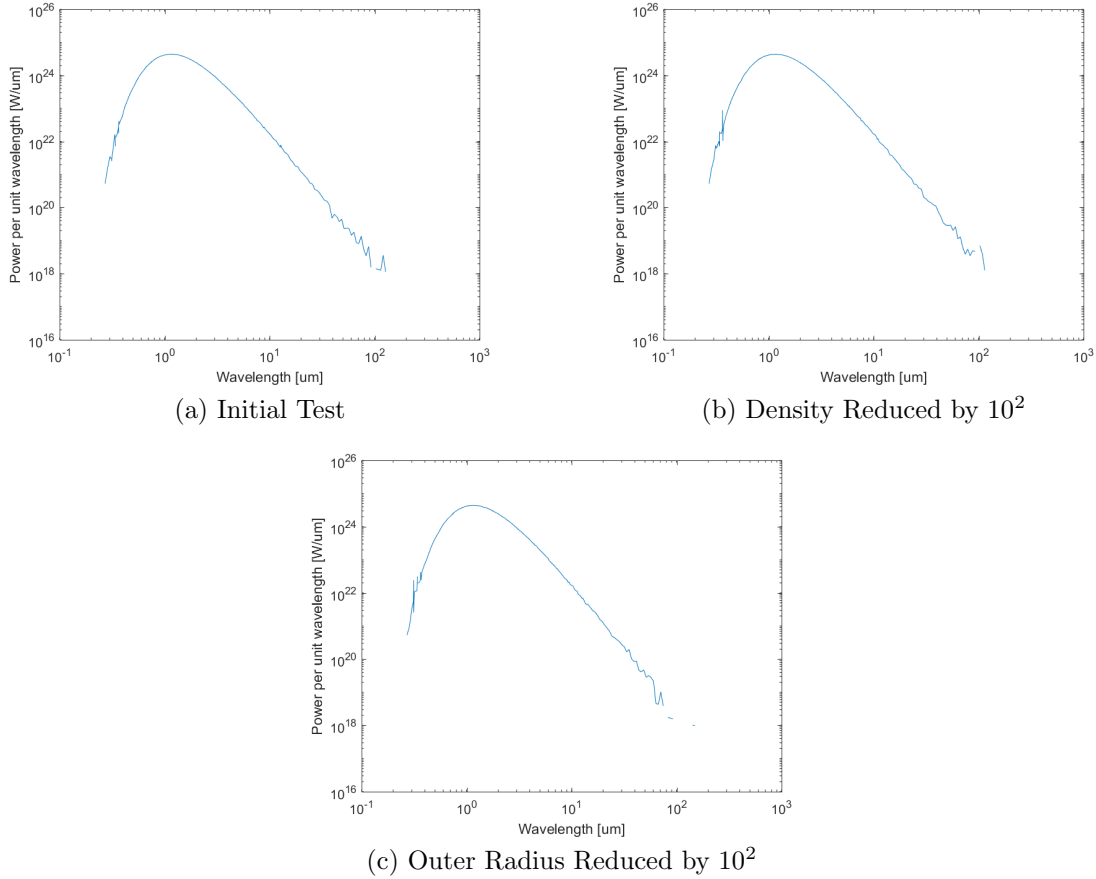 10^26
10^24
10^22
10^20
10^18
10^16
Power per unit wavelength [W/um]
10^-1 10^0 10^1 10^2 10^3
Wavelength [um]
(a) Initial Test
10^26
10^24
10^22
10^20
10^18
10^16
Power per unit wavelength [W/um]
10^-1 10^0 10^1 10^2 10^3
Wavelength [um]
(b) Density Reduced by 10^2
10^26
10^24
10^22
10^20
10^18
10^16
Power per unit wavelength [W/um]
10^-1 10^0 10^1 10^2 10^3
Wavelength [um]
(c) Outer Radius Reduced by 10^2